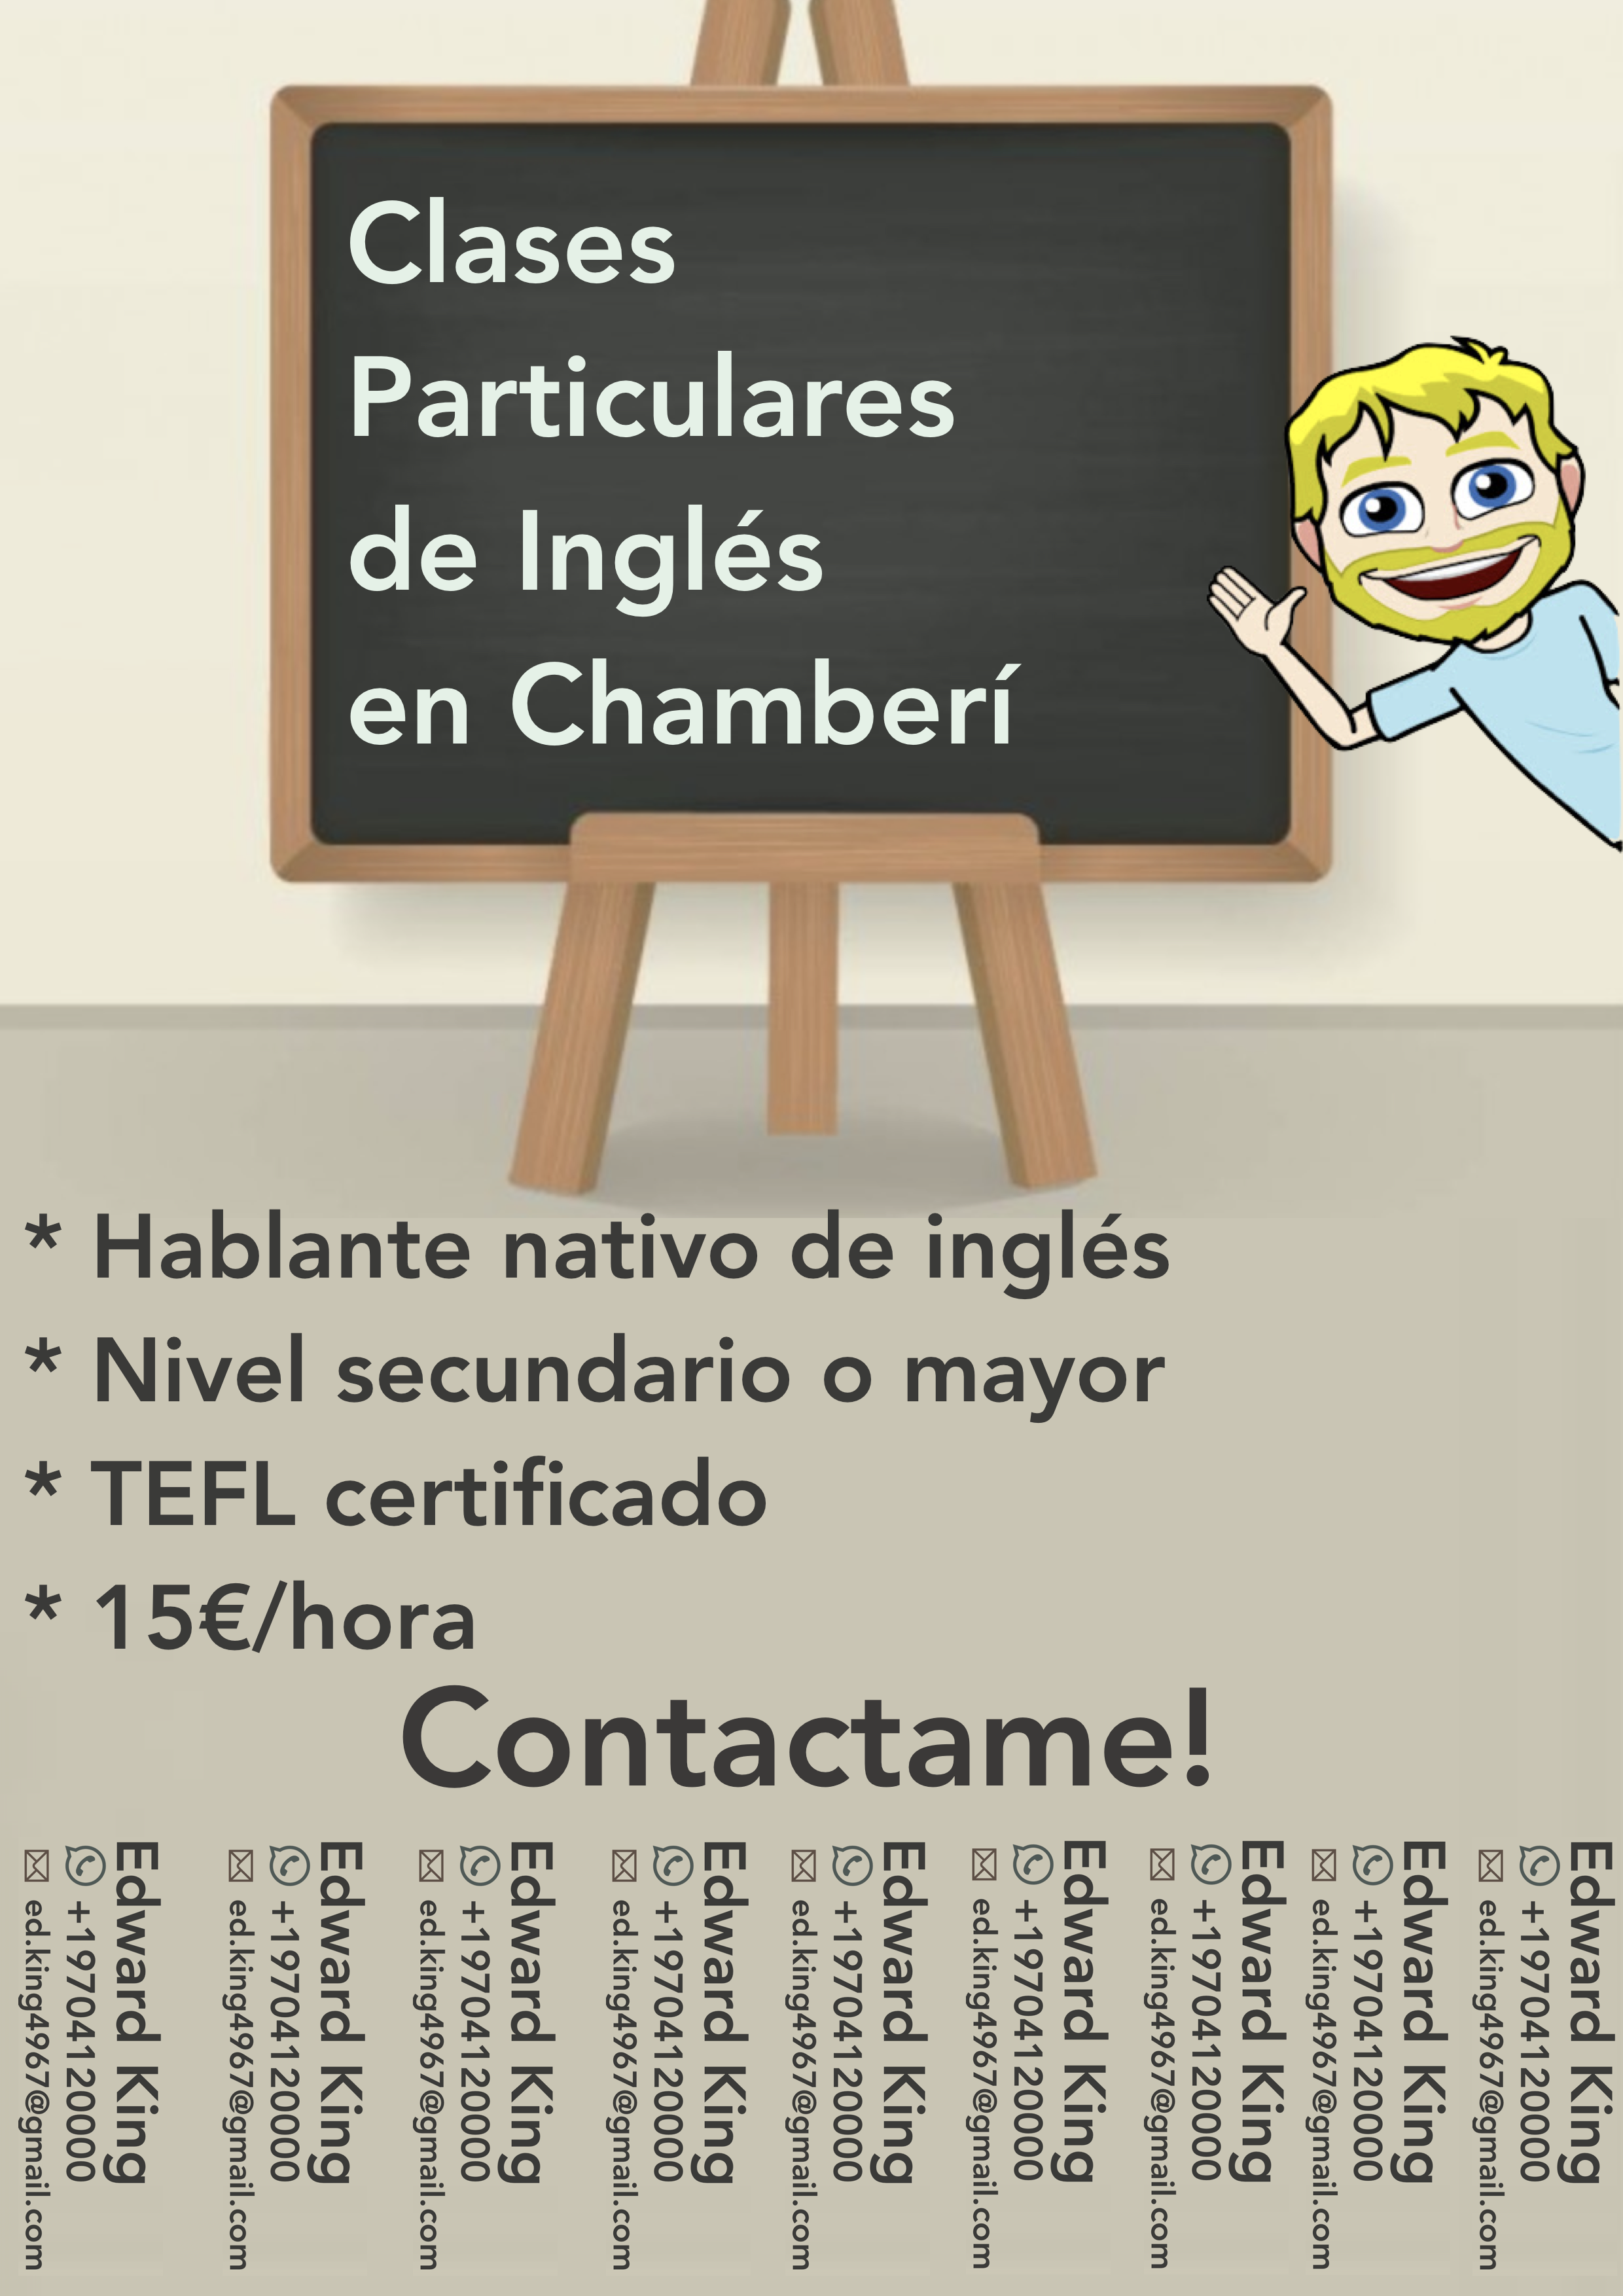 Clases
Particulares
de Inglés
en Chamberí
* Hablante nativo de inglés
* Nivel secundario o mayor
* TEFL certificado
* 15€/hora
Contactame!
Edward King
+19704120000
ed.king4967@gmail.com
Edward King
+19704120000
ed.king4967@gmail.com
Edward King
+19704120000
ed.king4967@gmail.com
Edward King
+19704120000
ed.king4967@gmail.com
Edward King
+19704120000
ed.king4967@gmail.com
Edward King
+19704120000
ed.king4967@gmail.com
Edward King
+19704120000
ed.king4967@gmail.com
Edward King
+19704120000
ed.king4967@gmail.com
Edward King
+19704120000
ed.king4967@gmail.com